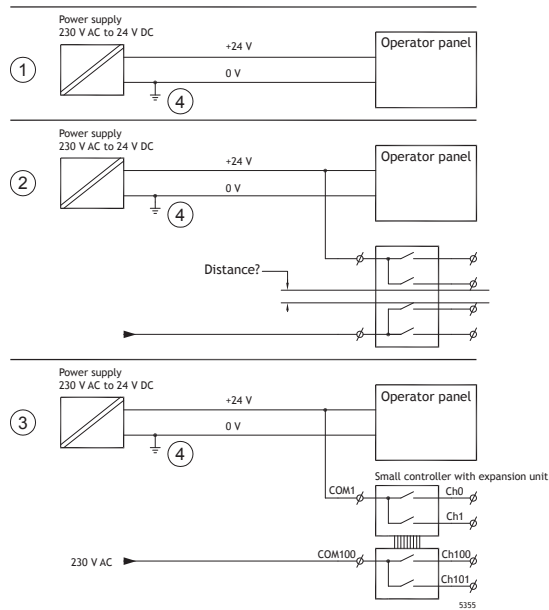 Power supply
230 V AC to 24 V DC
+24 V
Operator panel
1
0 V
4
Power supply
230 V AC to 24 V DC
+24 V
Operator panel
2
0 V
4
Distance?
Power supply
230 V AC to 24 V DC
+24 V
Operator panel
3
0 V
4
Small controller with expansion unit
COM1
Ch0
Ch1
230 V AC
COM100
Ch100
Ch101
5355